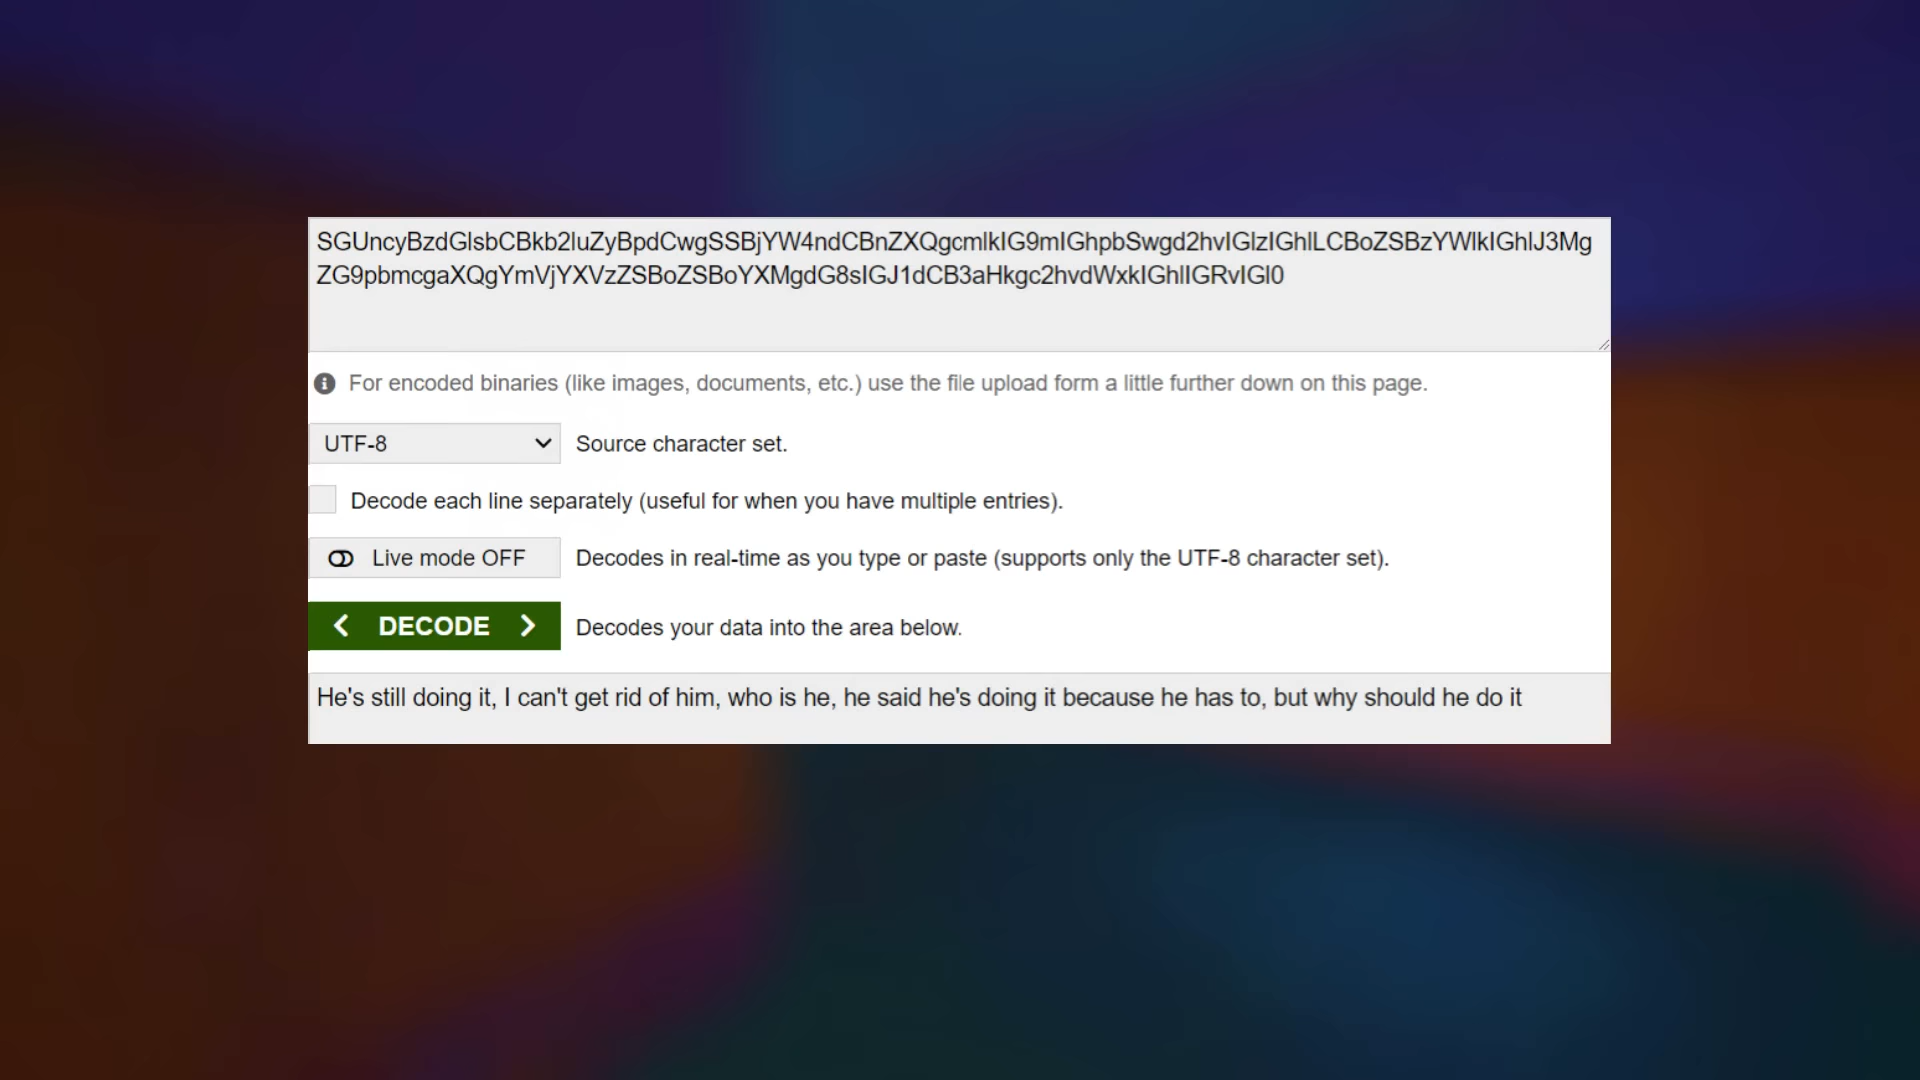 SGUncyBzdGlsbCBkb2luZyBpdCwgSSBjYW4ndCBnZXQgcmlkIG9mIGhpbSwgd2hvIGlzIGhlLCBoZSBzYWlkIGhlJ3Mg
ZG9pbmcgaXQgYmVjYXVzZSBoZSBoYXMgdG8sIGJ1dCB3aHkgc2hvdWxkIGhlIGRvIGl0
For encoded binaries (like images, documents, etc.) use the file upload form a little further down on this page.
UTF-8 Source character set.
Decode each line separately (useful for when you have multiple entries).
Live mode OFF Decodes in real-time as you type or paste (supports only the UTF-8 character set).
< DECODE > Decodes your data into the area below.
He's still doing it, I can't get rid of him, who is he, he said he's doing it because he has to, but why should he do it